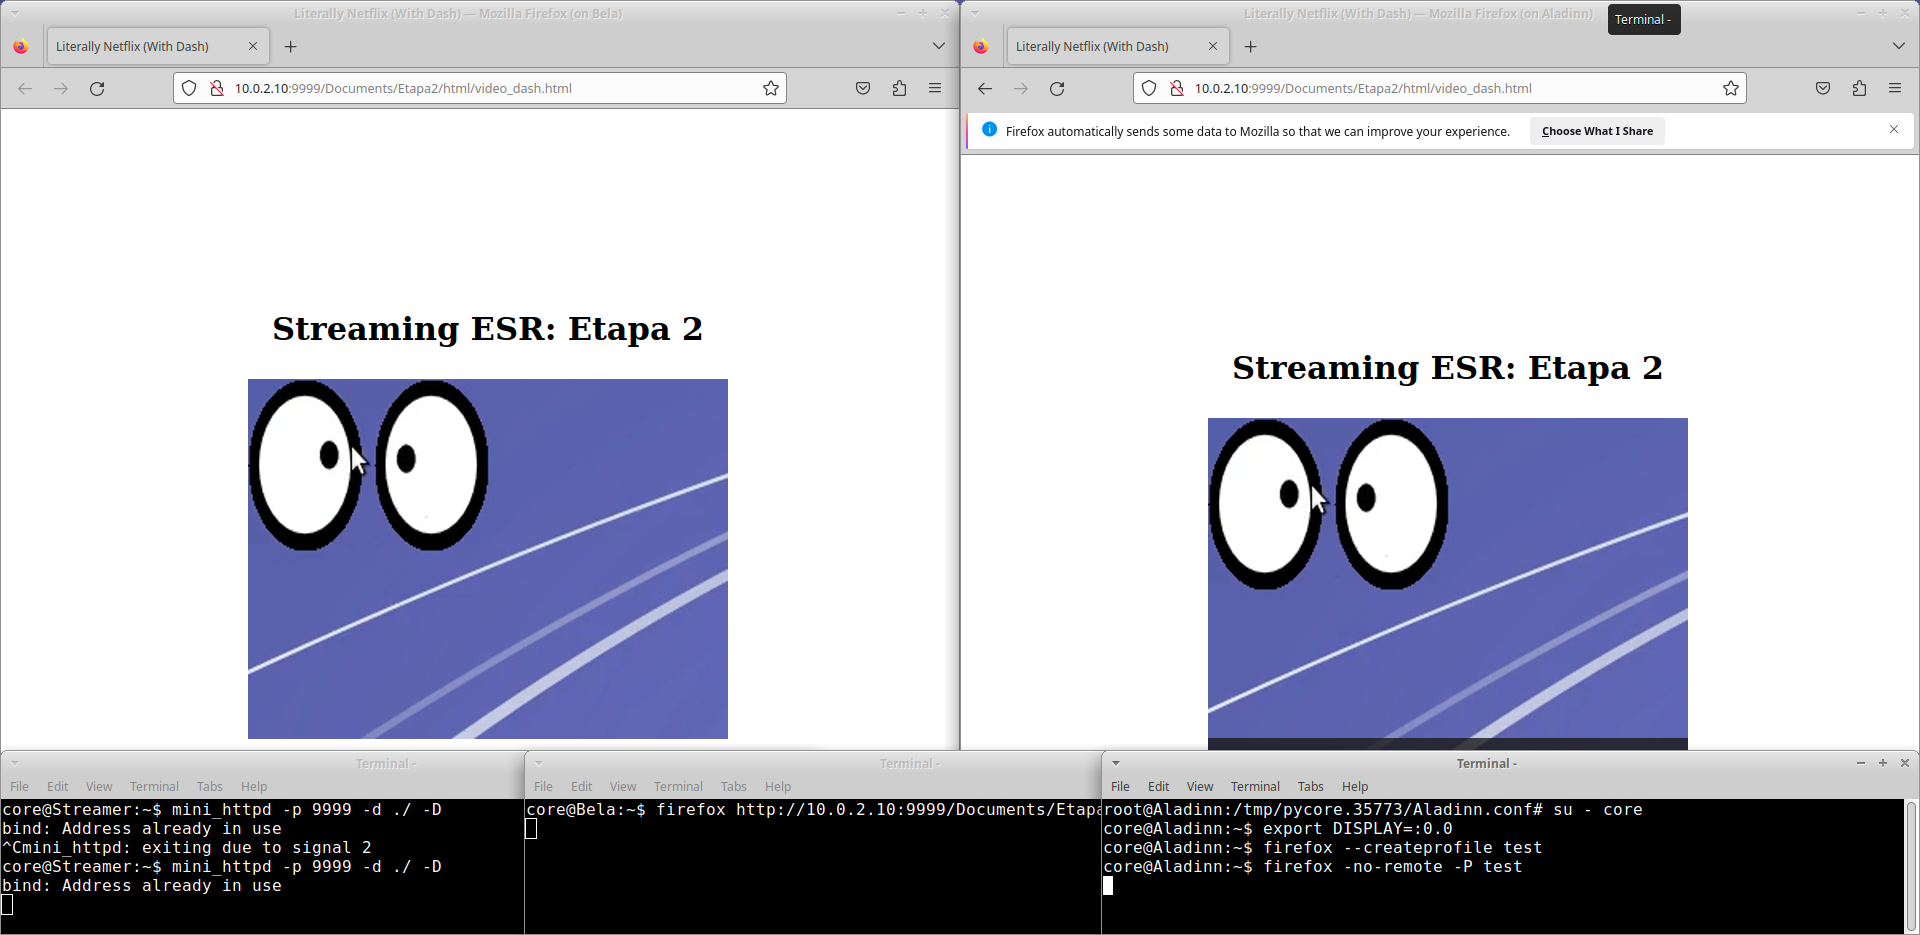 Literally Netflix (With Dash) — Mozilla Firefox (on Bela)
Literally Netflix (With Dash)
10.0.2.10:9999/Documents/Etapa2/html/video_dash.html
Streaming ESR: Etapa 2
Literally Netflix (With Dash) — Mozilla Firefox (on Aladinn)
Terminal -
Literally Netflix (With Dash)
10.0.2.10:9999/Documents/Etapa2/html/video_dash.html
Firefox automatically sends some data to Mozilla so that we can improve your experience.
Choose What I Share
Streaming ESR: Etapa 2
Terminal -
File Edit View Terminal Tabs Help
core@Streamer:~$ mini_httpd -p 9999 -d ./ -D
bind: Address already in use
^Cmini_httpd: exiting due to signal 2
core@Streamer:~$ mini_httpd -p 9999 -d ./ -D
bind: Address already in use
Terminal -
File Edit View Terminal Tabs Help
core@Bela:~$ firefox http://10.0.2.10:9999/Documents/Etapa
Terminal -
File Edit View Terminal Tabs Help
root@Aladinn:/tmp/pycore.35773/Aladinn.conf# su - core
core@Aladinn:~$ export DISPLAY=:0.0
core@Aladinn:~$ firefox --createprofile test
core@Aladinn:~$ firefox -no-remote -P test